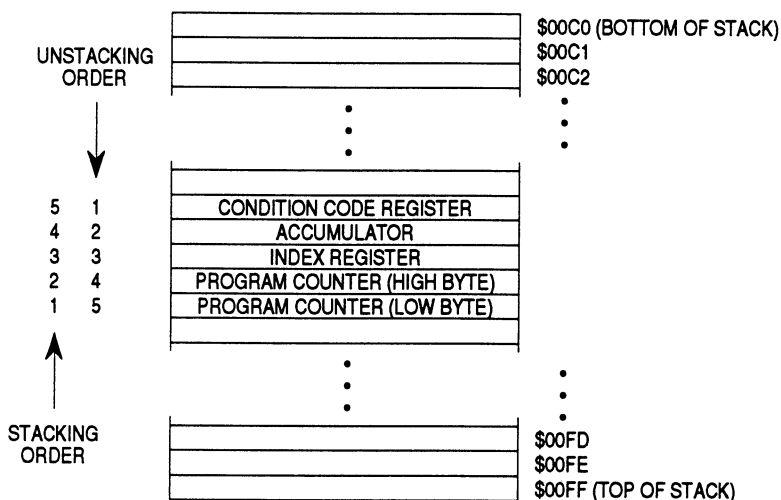 $00C0 (BOTTOM OF STACK)
$00C1
$00C2
UNSTACKING
ORDER
5 1 CONDITION CODE REGISTER
4 2 ACCUMULATOR
3 3 INDEX REGISTER
2 4 PROGRAM COUNTER (HIGH BYTE)
1 5 PROGRAM COUNTER (LOW BYTE)
STACKING
ORDER
$00FD
$00FE
$00FF (TOP OF STACK)